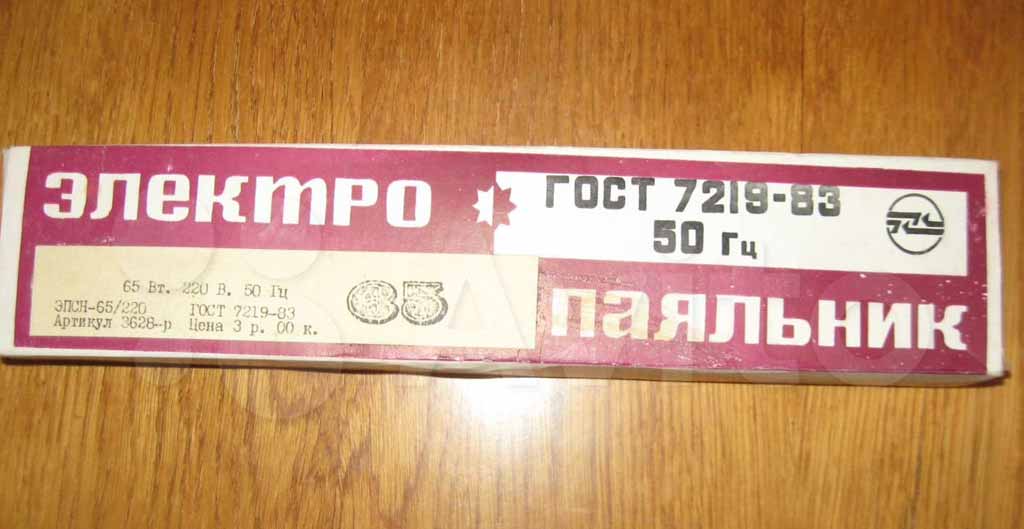 электро
ГОСТ 7219-83
50 Гц
65 Вт. 220 В. 50 Гц
ЭПСН-65/220 ГОСТ 7219-83
Артикул 3628-р Цена 3 р. 00 к.
65
паяльник